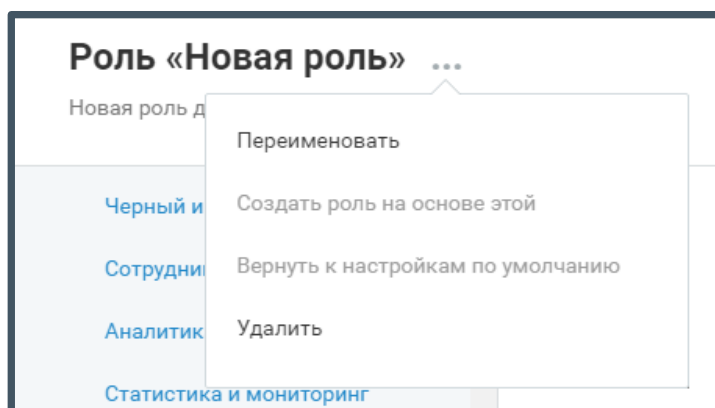 Роль «Новая роль» ...
Новая роль д
Переименовать
Черный и
Создать роль на основе этой
Сотрудни
Вернуть к настройкам по умолчанию
Аналитик
Удалить
Статистика и мониторинг